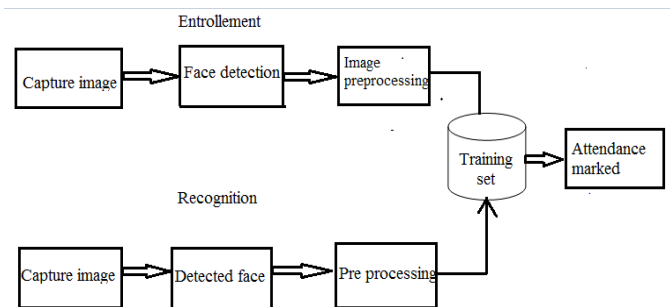 Entrollement
Capture image
Face detection
Image
preprocessing
Training
set
Attendance
marked
Recognition
Capture image
Detected face
Pre processing